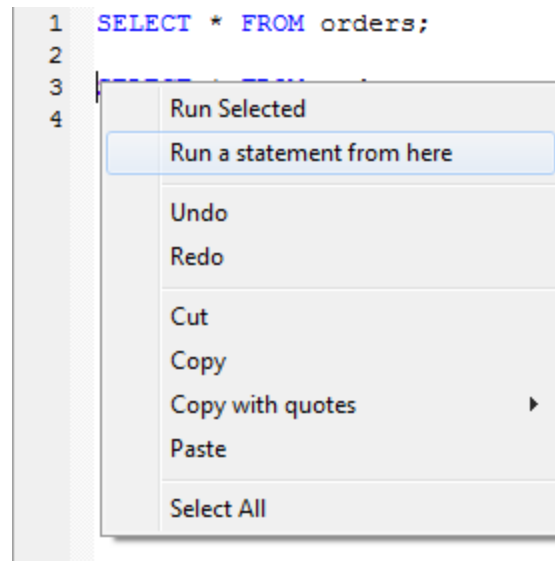 1 SELECT * FROM orders;
2
3
4
Run Selected
Run a statement from here
Undo
Redo
Cut
Copy
Copy with quotes
Paste
Select All